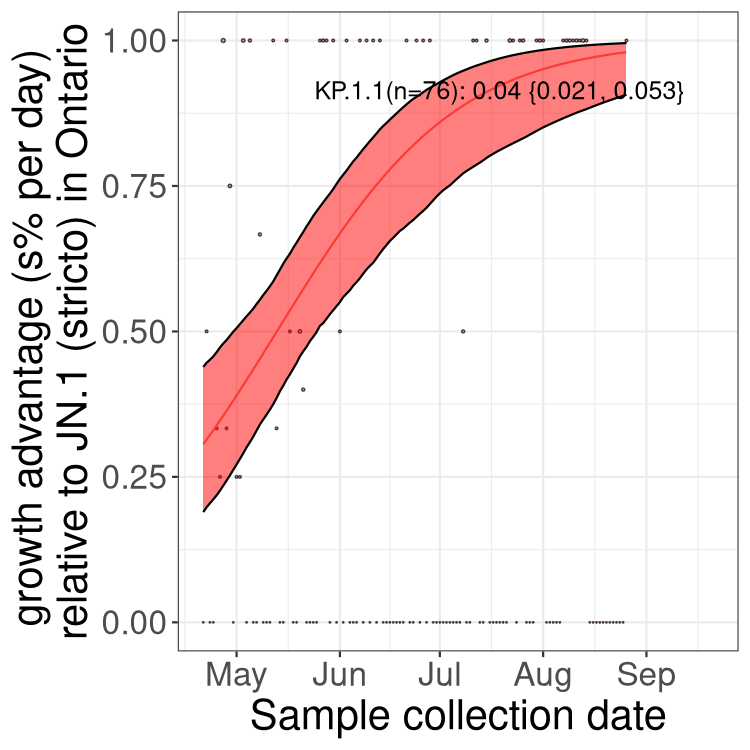 growth advantage (s% per day)
relative to JN.1 (stricto) in Ontario
1.00
0.75
0.50
0.25
0.00
KP.1.1(n=76): 0.04 {0.021, 0.053}
May Jun Jul Aug Sep
Sample collection date